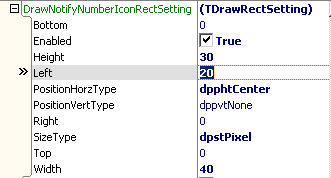 DrawNotifyNumberIconRectSetting (TDrawRectSetting)
Bottom 0
Enabled True
Height 30
Left 20
PositionHorzType dpphtCenter
PositionVertType dppvtNone
Right 0
SizeType dpstPixel
Top 0
Width 40